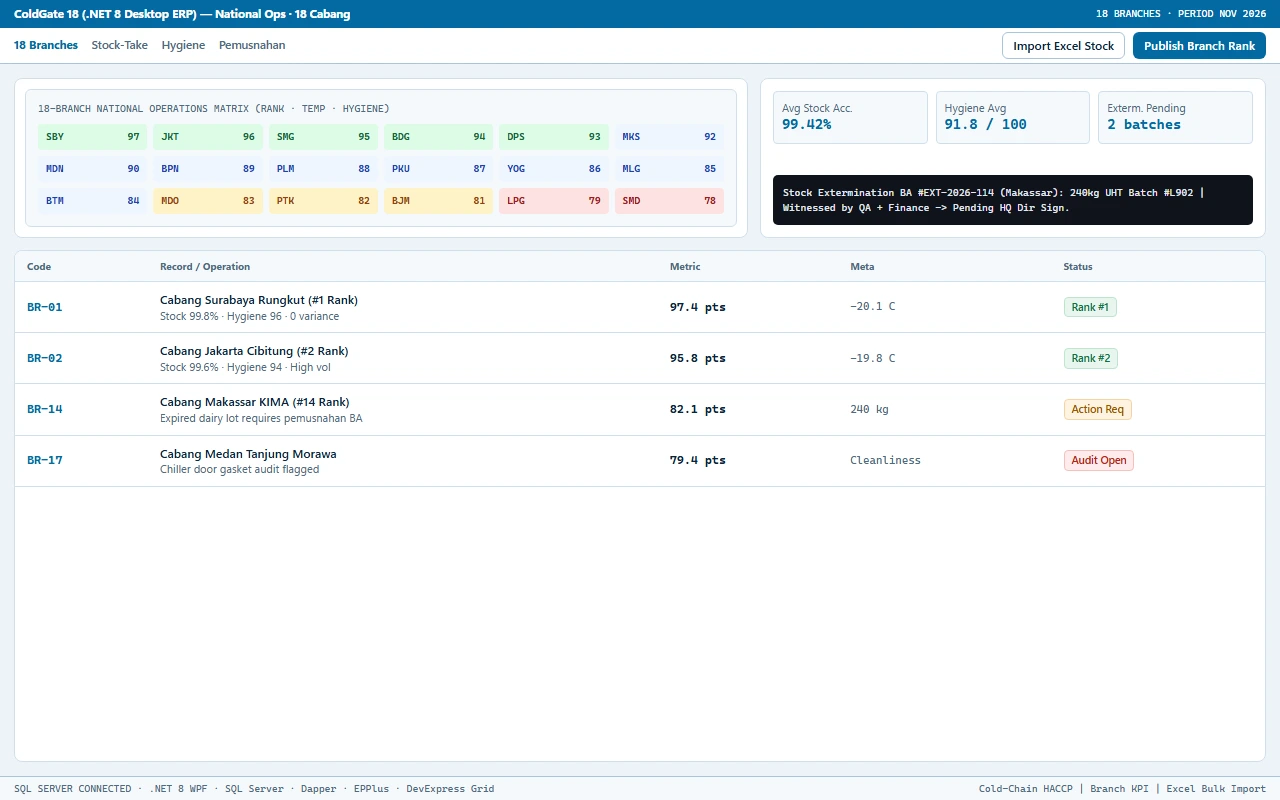 ColdGate 18 (.NET 8 Desktop ERP) — National Ops · 18 Cabang
18 BRANCHES · PERIOD NOV 2026
18 Branches
Stock-Take
Hygiene
Pemusnahan
Import Excel Stock
Publish Branch Rank
18-BRANCH NATIONAL OPERATIONS MATRIX (RANK · TEMP · HYGIENE)
SBY 97
JKT 96
SMG 95
BDG 94
DPS 93
MKS 92
MDN 90
BPN 89
PLM 88
PKU 87
YOG 86
MLG 85
BTM 84
MDO 83
PTK 82
BJM 81
LPG 79
SMD 78
Avg Stock Acc.
99.42%
Hygiene Avg
91.8 / 100
Exterm. Pending
2 batches
Stock Extermination BA #EXT-2026-114 (Makassar): 240kg UHT Batch #L902 |
Witnessed by QA + Finance -> Pending HQ Dir Sign.
Code
Record / Operation
Metric
Meta
Status
BR-01
Cabang Surabaya Rungkut (#1 Rank)
Stock 99.8% · Hygiene 96 · 0 variance
97.4 pts
-20.1 C
Rank #1
BR-02
Cabang Jakarta Cibitung (#2 Rank)
Stock 99.6% · Hygiene 94 · High vol
95.8 pts
-19.8 C
Rank #2
BR-14
Cabang Makassar KIMA (#14 Rank)
Expired dairy lot requires pemusnahan BA
82.1 pts
240 kg
Action Req
BR-17
Cabang Medan Tanjung Morawa
Chiller door gasket audit flagged
79.4 pts
Cleanliness
Audit Open
SQL SERVER CONNECTED · .NET 8 WPF · SQL Server · Dapper · EPPlus · DevExpress Grid
Cold-Chain HACCP | Branch KPI | Excel Bulk Import